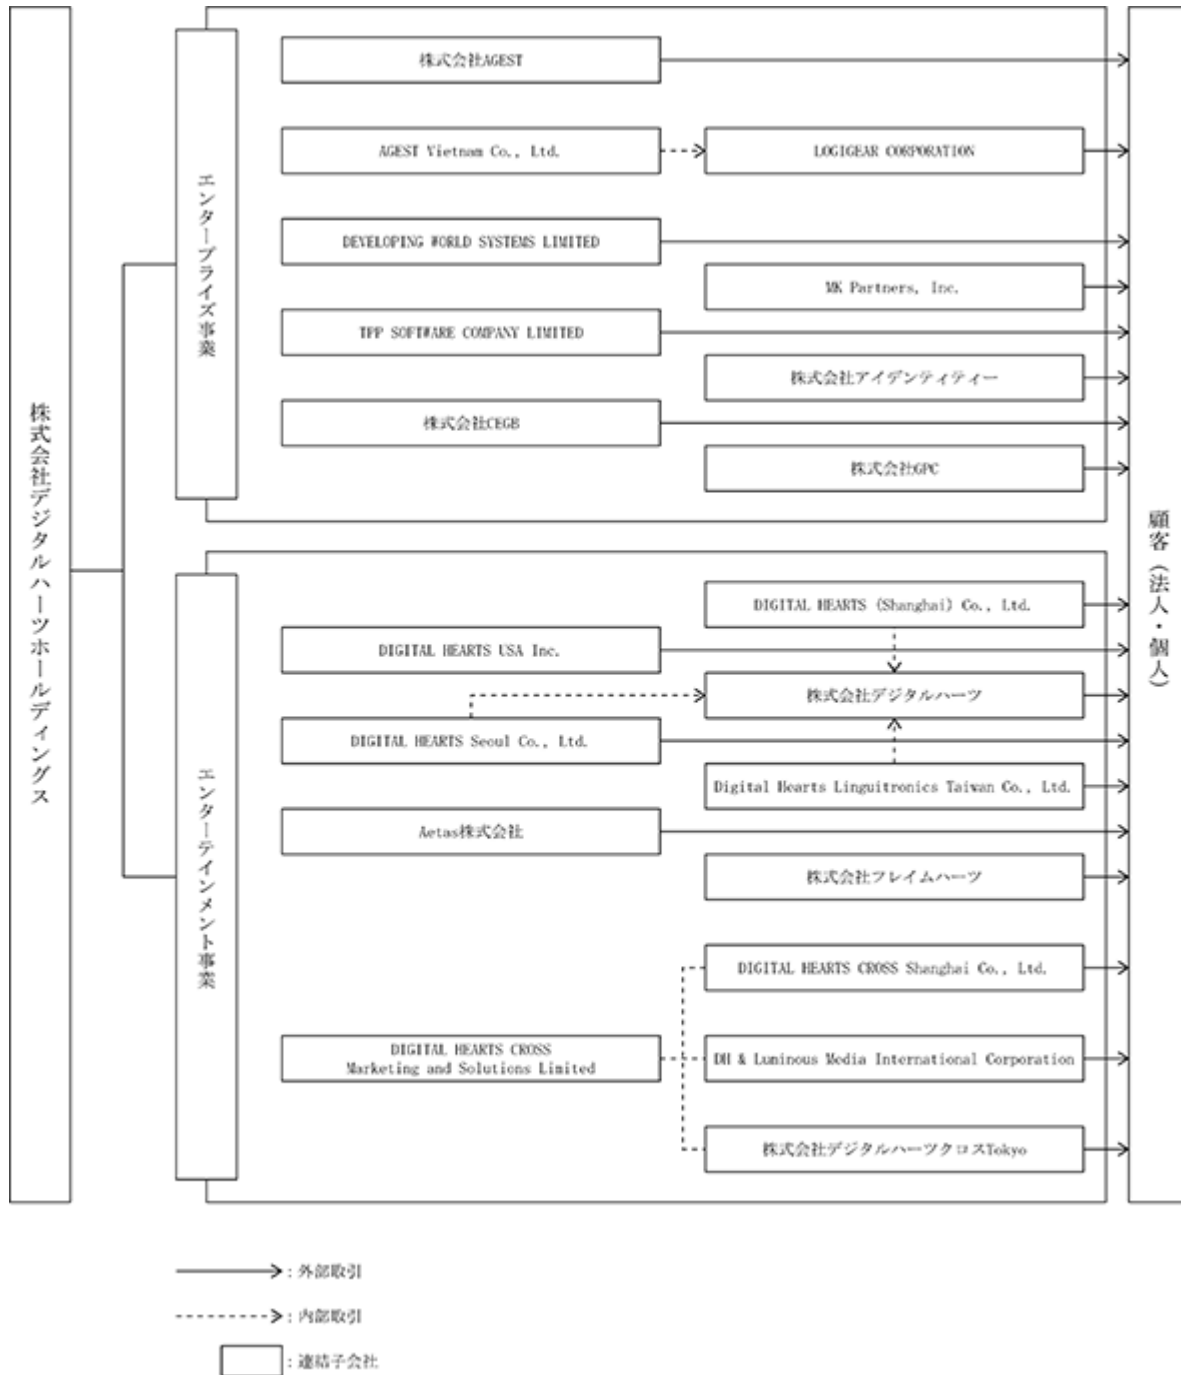 株式会社デジタルハーツホールディングス
エンタープライズ事業
株式会社AGEST
AGEST Vietnam Co., Ltd.
LOGIGEAR CORPORATION
DEVELOPING WORLD SYSTEMS LIMITED
MK Partners, Inc.
TPP SOFTWARE COMPANY LIMITED
株式会社アイデンティティー
株式会社CEGB
株式会社GPC
エンターテインメント事業
DIGITAL HEARTS (Shanghai) Co., Ltd.
DIGITAL HEARTS USA Inc.
株式会社デジタルハーツ
DIGITAL HEARTS Seoul Co., Ltd.
Digital Hearts Linguitronics Taiwan Co., Ltd.
Aetas株式会社
株式会社フレイムハーツ
DIGITAL HEARTS CROSS Shanghai Co., Ltd.
DIGITAL HEARTS CROSS
Marketing and Solutions Limited
DH & Luminous Media International Corporation
株式会社デジタルハーツクロスTokyo
顧客（法人・個人）
：外部取引
：内部取引
：連結子会社